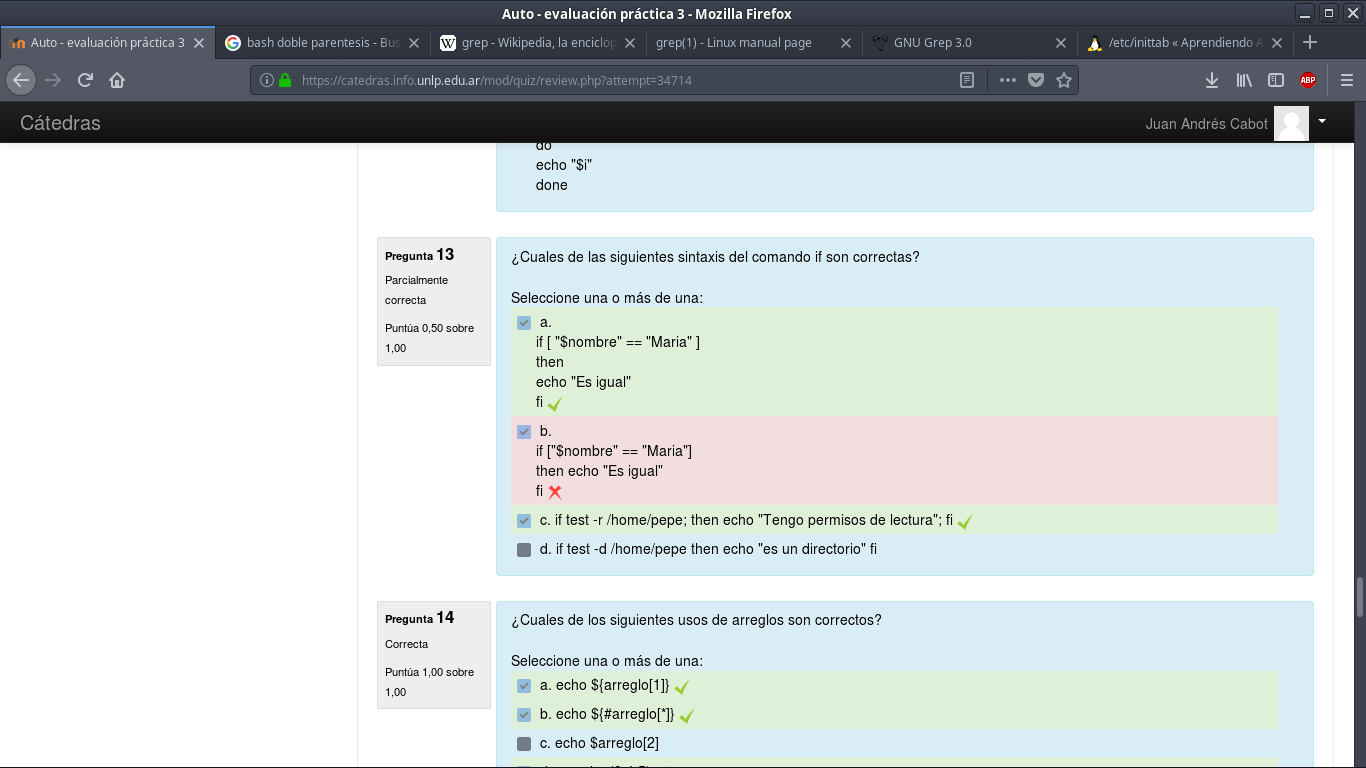 Auto - evaluación práctica 3 - Mozilla Firefox
Auto - evaluación práctica 3
bash doble parentesis - Bus
grep - Wikipedia, la enciclop
grep(1) - Linux manual page
GNU Grep 3.0
/etc/inittab « Aprendiendo A
https://catedras.info.unlp.edu.ar/mod/quiz/review.php?attempt=34714
ABP
Cátedras
Juan Andrés Cabot
do
echo "$i"
done
Pregunta 13
Parcialmente
correcta
Puntúa 0,50 sobre
1,00
¿Cuales de las siguientes sintaxis del comando if son correctas?
Seleccione una o más de una:
a.
if [ "$nombre" == "Maria" ]
then
echo "Es igual"
fi
b.
if ["$nombre" == "Maria"]
then echo "Es igual"
fi
c. if test -r /home/pepe; then echo "Tengo permisos de lectura"; fi
d. if test -d /home/pepe then echo "es un directorio" fi
Pregunta 14
Correcta
Puntúa 1,00 sobre
1,00
¿Cuales de los siguientes usos de arreglos son correctos?
Seleccione una o más de una:
a. echo ${arreglo[1]}
b. echo ${#arreglo[*]}
c. echo $arreglo[2]